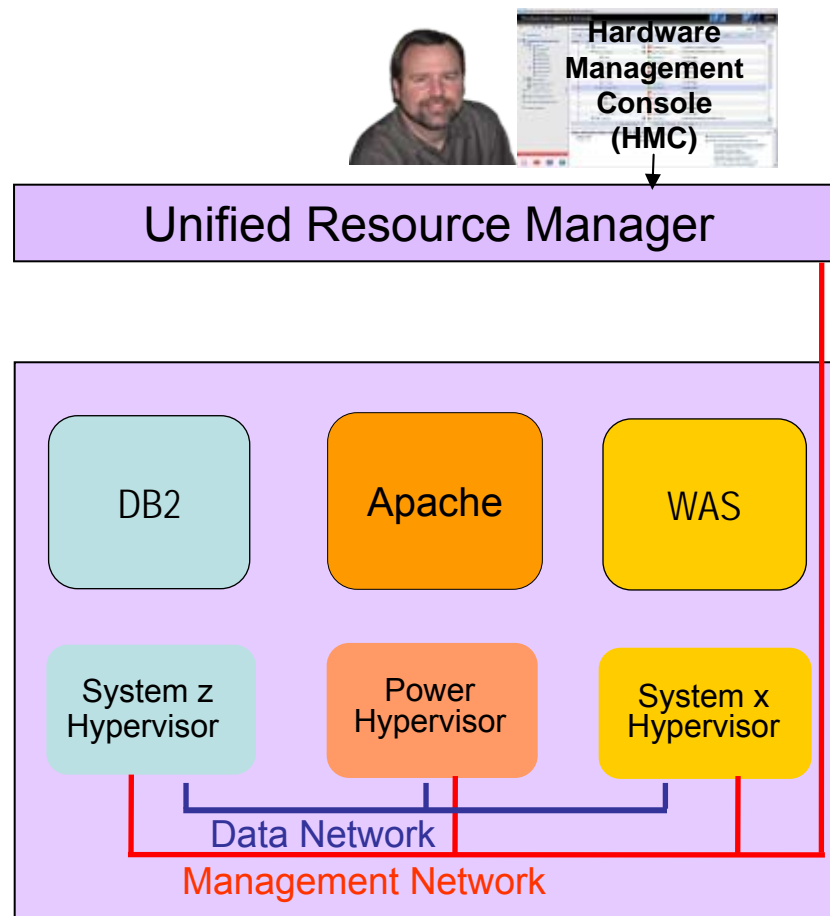 Hardware
Management
Console
(HMC)
Unified Resource Manager
DB2
Apache
WAS
System z
Hypervisor
Power
Hypervisor
System x
Hypervisor
Data Network
Management Network